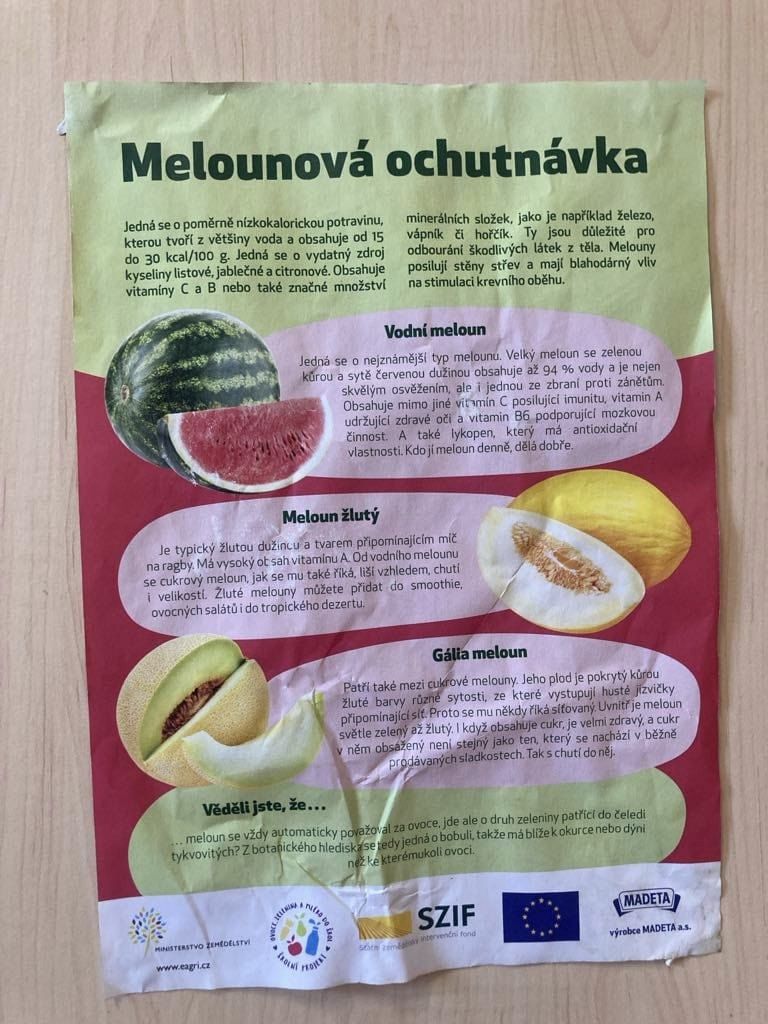 Melounová ochutnávka
Jedná se o poměrně nízkokalorickou potravinu,
kterou tvoří z většiny voda a obsahuje od 15
do 30 kcal/100 g. Jedná se o vydatný zdroj
kyseliny listové, jablečné a citronové. Obsahuje
vitamíny C a B nebo také značné množství
minerálních složek, jako je například železo,
vápník či hořčík. Ty jsou důležité pro
odbourání škodlivých látek z těla. Melouny
posilují stěny střev a mají blahodárný vliv
na stimulaci krevního oběhu.
Vodní meloun
Jedná se o nejznámější typ melounu. Velký meloun se zelenou
kůrou a sytě červenou dužinou obsahuje až 94 % vody a je nejen
skvělým osvěžením, ale i jednou ze zbraní proti zánětům.
Obsahuje mimo jiné vitamín C posilující imunitu, vitamin A
udržující zdravé oči a vitamin B6 podporující mozkovou
činnost. A také lykopen, který má antioxidační
vlastnosti. Kdo jí meloun denně, dělá dobře.
Meloun žlutý
Je typický žlutou dužinou a tvarem připomínajícím míč
na ragby. Má vysoký obsah vitamínu A. Od vodního melounu
se cukrový meloun, jak se mu také říká, liší vzhledem, chutí
i velikostí. Žluté melouny můžete přidat do smoothie,
ovocných salátů i do tropického dezertu.
Gália meloun
Patří také mezi cukrové melouny. Jeho plod je pokrytý kůrou
žluté barvy různé sytosti, ze které vystupují husté jizvičky
připomínající síť. Proto se mu někdy říká síťovaný. Uvnitř je meloun
světle zelený až žlutý. I když obsahuje cukr, je velmi zdravý, a cukr
v něm obsažený není stejný jako ten, který se nachází v běžně
prodávaných sladkostech. Tak s chutí do něj.
Věděli jste, že...
... meloun se vždy automaticky považoval za ovoce, jde ale o druh zeleniny patřící do čeledi
tykvovitých? Z botanického hlediska se tedy jedná o bobuli, takže má blíže k okurce nebo dýni
než ke kterémukoli ovoci.
MINISTERSTVO ZEMĚDĚLSTVÍ
www.eagri.cz
OVOCE, ZELENINA A MLÉKO DO ŠKOL
ŠKOLNÍ PROJEKT
SZIF
Státní zemědělský intervenční fond
MADETA
výrobce MADETA a.s.